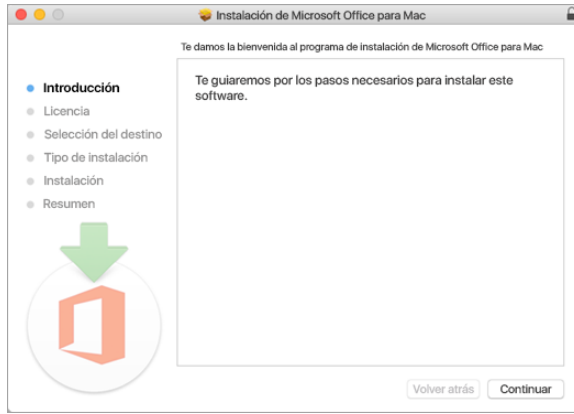 Instalación de Microsoft Office para Mac
Te damos la bienvenida al programa de instalación de Microsoft Office para Mac
Introducción
Licencia
Selección del destino
Tipo de instalación
Instalación
Resumen
Te guiaremos por los pasos necesarios para instalar este
software.
Volver atrás
Continuar